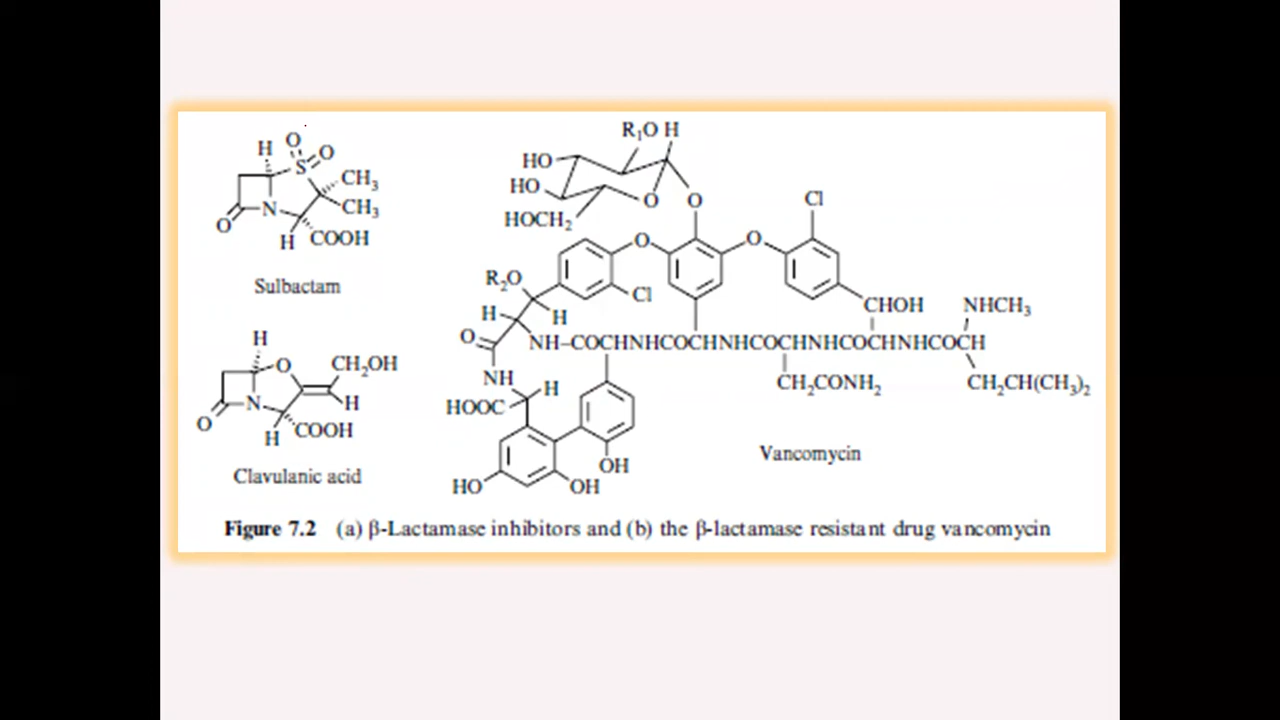 H O O
S
CH₃
CH₃
N
O
H COOH
Sulbactam
H
O CH₂OH
N H
O
H COOH
Clavulanic acid
R₁O H
HO
HO
O O
HOCH₂
Cl
O O
R₂O
Cl
H H
CHOH NHCH₃
O NH–COCHNHCOCHNHCOCHNHCOCHNHCOCH
NH H
CH₂CONH₂ CH₂CH(CH₃)₂
HOOC
OH
HO OH
Vancomycin
Figure 7.2 (a) β-Lactamase inhibitors and (b) the β-lactamase resistant drug vancomycin